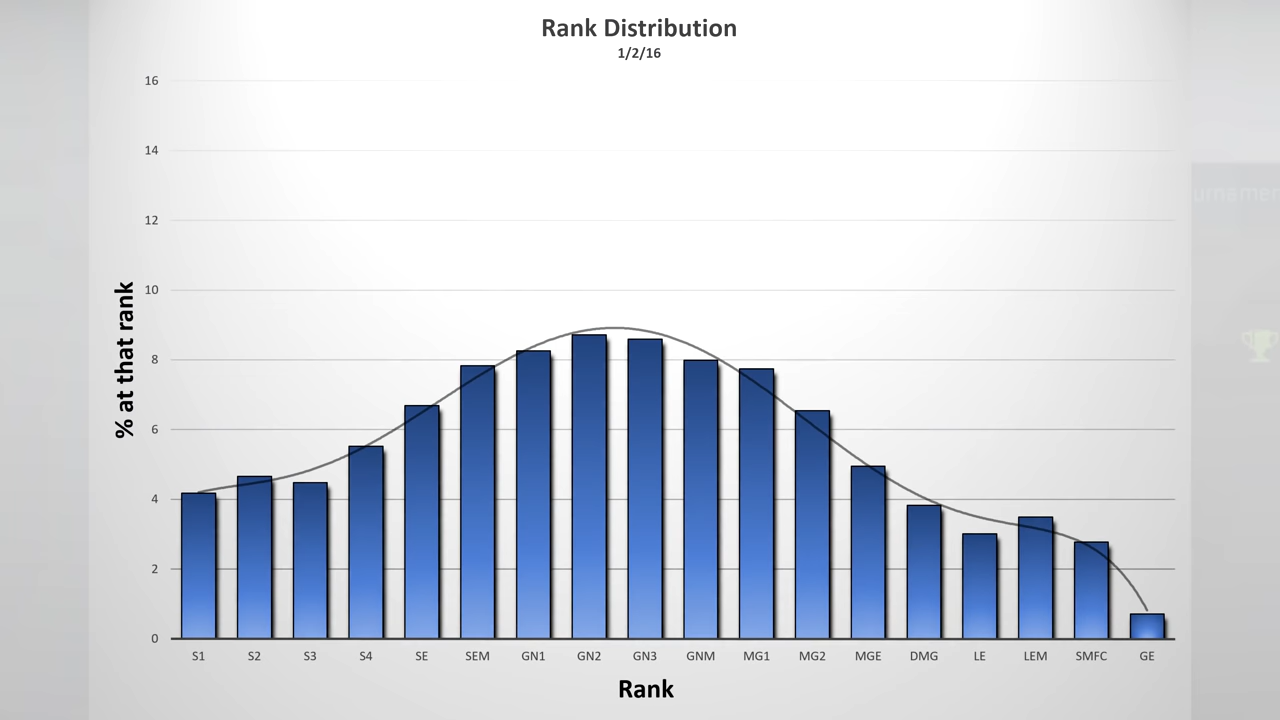 Rank Distribution
1/2/16
16
14
12
10
8
6
4
2
0
% at that rank
S1 S2 S3 S4 SE SEM GN1 GN2 GN3 GNM MG1 MG2 MGE DMG LE LEM SMFC GE
Rank